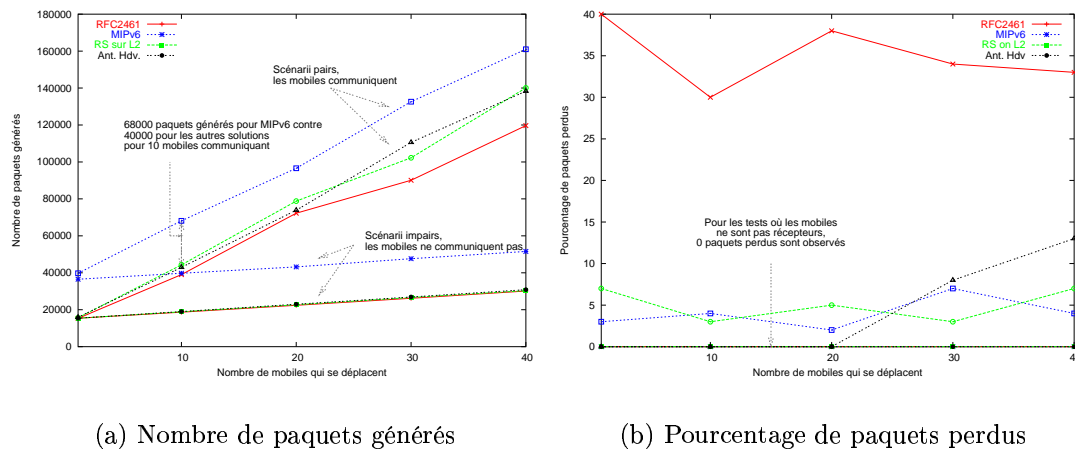 180000
160000
140000
120000
100000
80000
60000
40000
20000
0
10
20
30
40
Nombre de paquets générés
Nombre de mobiles qui se déplacent
RFC2461
MIPv6
RS sur L2
Ant. Hdv.
Scénarii pairs,
les mobiles communiquent
68000 paquets générés pour MIPv6 contre
40000 pour les autres solutions
pour 10 mobiles communiquant
Scénarii impairs,
les mobiles ne communiquent pas
(a) Nombre de paquets générés
40
35
30
25
20
15
10
5
0
10
20
30
4
Pourcentage de paquets perdus
Nombre de mobiles qui se déplacent
RFC2461
MIPv6
RS on L2
Ant. Hdv
Pour les tests où les mobiles
ne sont pas récepteurs,
0 paquets perdus sont observés
(b) Pourcentage de paquets perdus